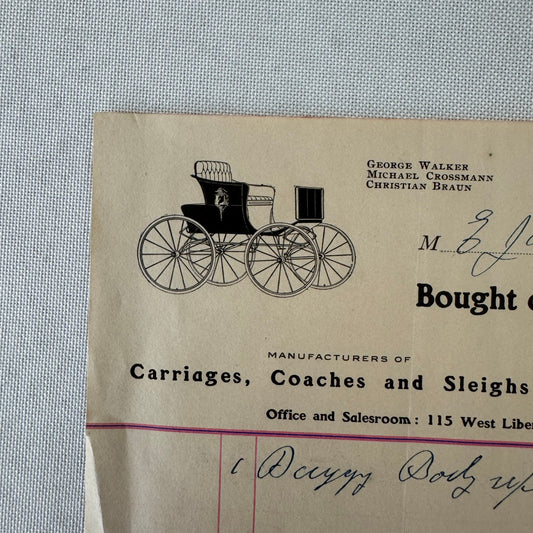 George Walker
Michael Crossmann
Christian Braun
M E
Bought
MANUFACTURERS OF
Carriages, Coaches and Sleighs
Office and Salesroom: 115 West Liber
1 Buggy Body up